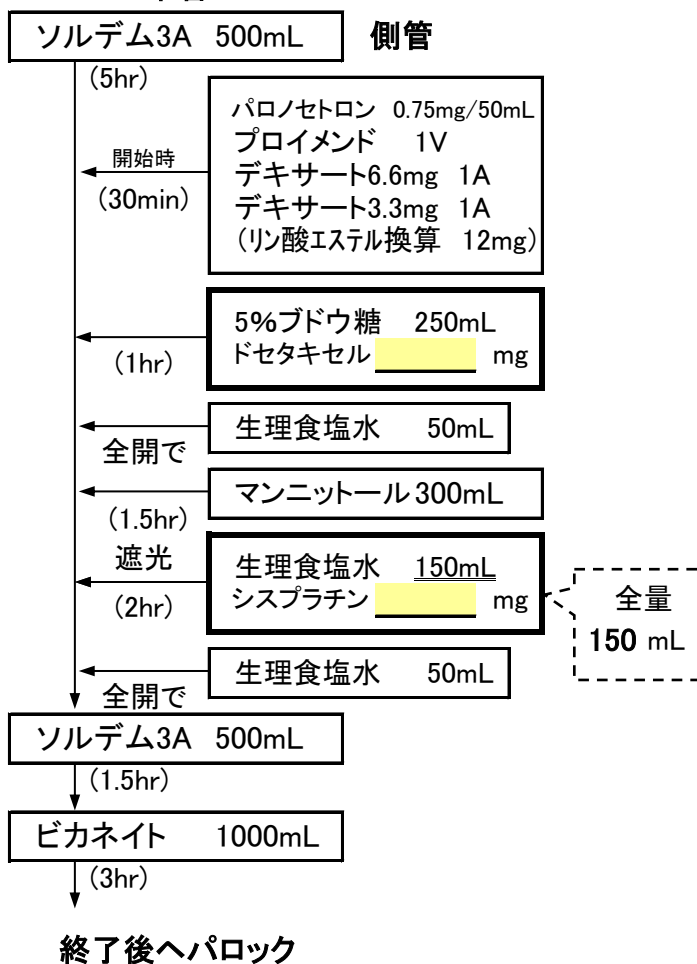 ソルデム3A 500mL
側管
(5hr)
パロノセトロン 0.75mg/50mL
プロイメンド 1V
デキサート6.6mg 1A
デキサート3.3mg 1A
(リン酸エステル換算 12mg)
開始時
(30min)
5%ブドウ糖 250mL
ドセタキセル mg
(1hr)
生理食塩水 50mL
全開で
マンニットール300mL
(1.5hr)
遮光
生理食塩水 150mL
シスプラチン mg
(2hr)
全量
150 mL
生理食塩水 50mL
全開で
ソルデム3A 500mL
(1.5hr)
ビカネイト 1000mL
(3hr)
終了後ヘパロック